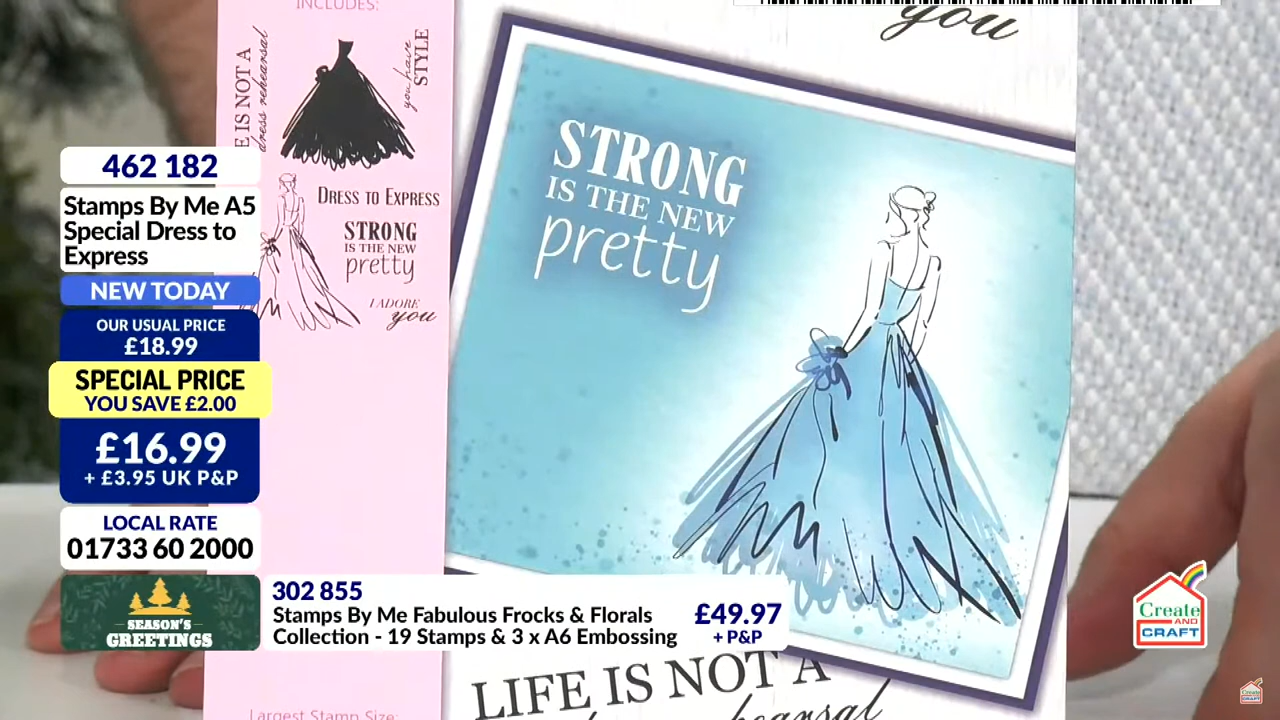 INCLUDES:
E IS NOT A
dress rehearsal
you have
STYLE
DRESS TO EXPRESS
STRONG
IS THE NEW
pretty
I ADORE
you
Largest Stamp Size:
you
STRONG
IS THE NEW
pretty
LIFE IS NOT A
462 182
Stamps By Me A5
Special Dress to
Express
NEW TODAY
OUR USUAL PRICE
£18.99
SPECIAL PRICE
YOU SAVE £2.00
£16.99
+ £3.95 UK P&P
LOCAL RATE
01733 60 2000
SEASON'S
GREETINGS
302 855
Stamps By Me Fabulous Frocks & Florals
Collection - 19 Stamps & 3 x A6 Embossing
£49.97
+ P&P
Create
AND
CRAFT
Create
AND
CRAFT